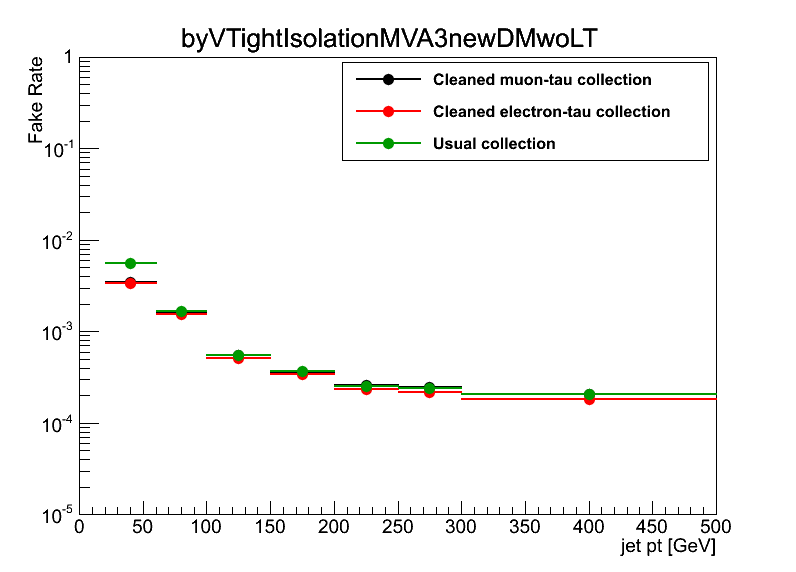 byVTightIsolationMVA3newDMwoLT
Fake Rate
1
10-1
10-2
10-3
10-4
10-5
Cleaned muon-tau collection
Cleaned electron-tau collection
Usual collection
0 50 100 150 200 250 300 350 400 450 500
jet pt [GeV]